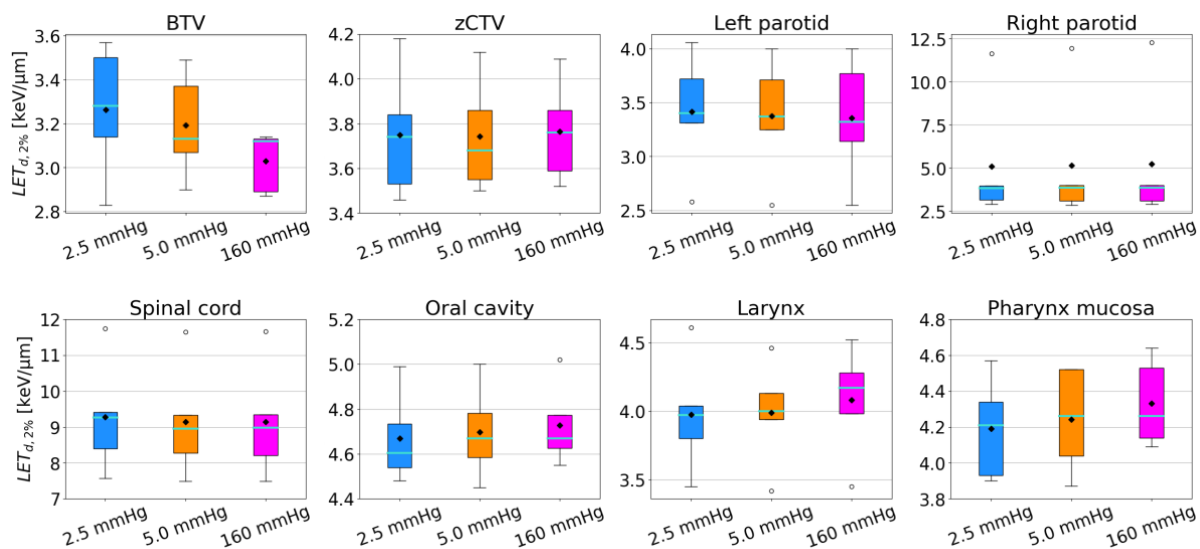 BTV
zCTV
Left parotid
Right parotid
LET_{d, 2%} [keV/μm]
3.6
3.4
3.2
3.0
2.8
4.2
4.0
3.8
3.6
3.4
4.0
3.5
3.0
2.5
12.5
10.0
7.5
5.0
2.5
2.5 mmHg
5.0 mmHg
160 mmHg
2.5 mmHg
5.0 mmHg
160 mmHg
2.5 mmHg
5.0 mmHg
160 mmHg
2.5 mmHg
5.0 mmHg
160 mmHg
Spinal cord
Oral cavity
Larynx
Pharynx mucosa
LET_{d, 2%} [keV/μm]
12
11
10
9
8
7
5.2
5.0
4.8
4.6
4.4
4.5
4.0
3.5
4.8
4.6
4.4
4.2
4.0
3.8
2.5 mmHg
5.0 mmHg
160 mmHg
2.5 mmHg
5.0 mmHg
160 mmHg
2.5 mmHg
5.0 mmHg
160 mmHg
2.5 mmHg
5.0 mmHg
160 mmHg